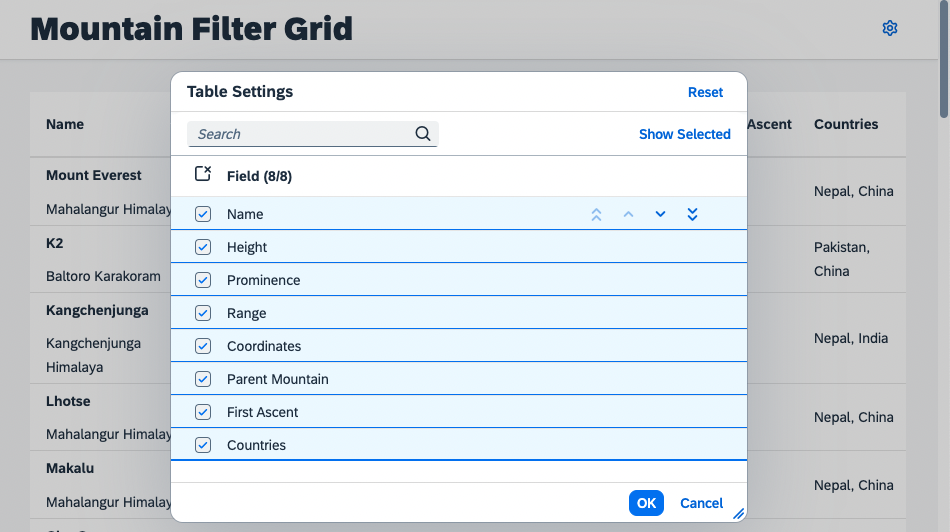 Mountain Filter Grid
Table Settings
Reset
Search
Show Selected
Field (8/8)
Name
Height
Prominence
Range
Coordinates
Parent Mountain
First Ascent
Countries
OK
Cancel
Name
Ascent
Countries
Mount Everest
Mahalangur Himalay
Nepal, China
K2
Baltoro Karakoram
Pakistan,
China
Kangchenjunga
Kangchenjunga
Himalaya
Nepal, India
Lhotse
Mahalangur Himalay
Nepal, China
Makalu
Mahalangur Himalay
Nepal, China